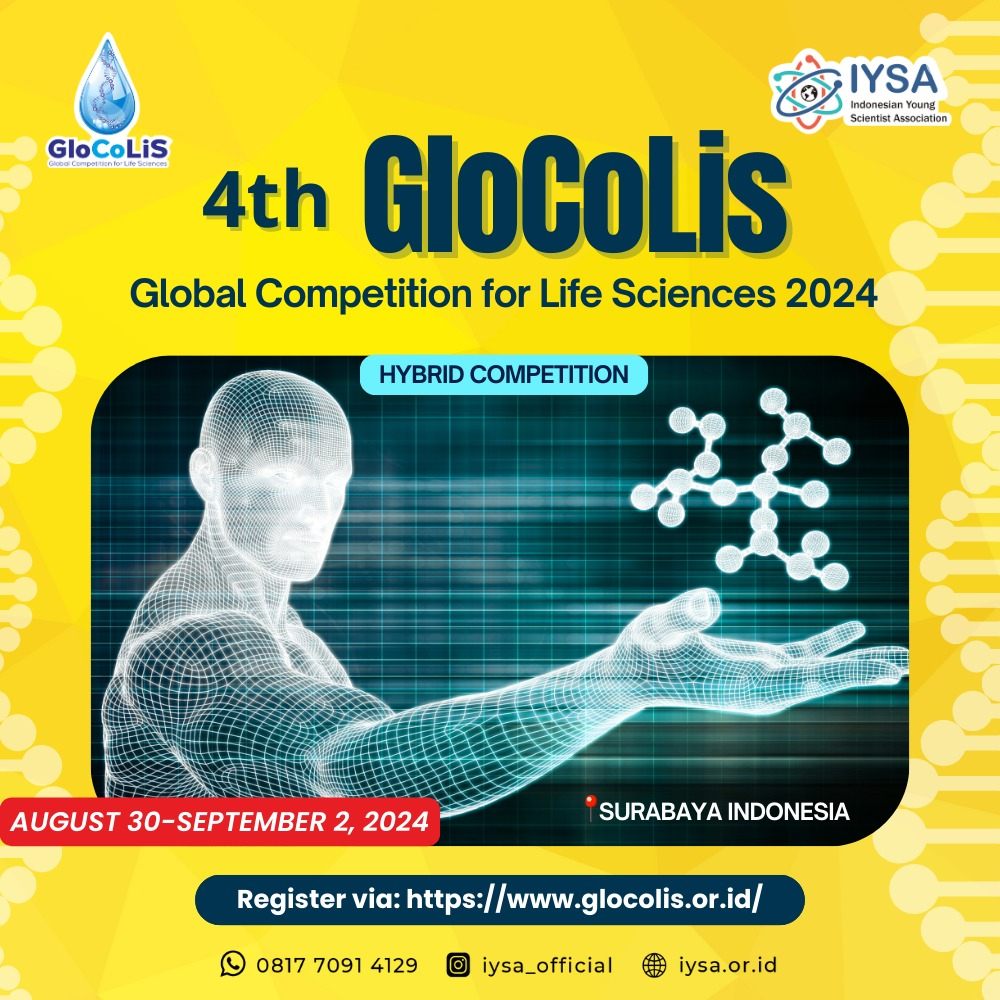 GloCoLiS
Global Competition for Life Sciences
IYSA
Indonesian Young
Scientist Association
4th GloCoLis
Global Competition for Life Sciences 2024
HYBRID COMPETITION
AUGUST 30-SEPTEMBER 2, 2024
SURABAYA INDONESIA
Register via: https://www.glocolis.or.id/
0817 7091 4129
iysa_official
iysa.or.id